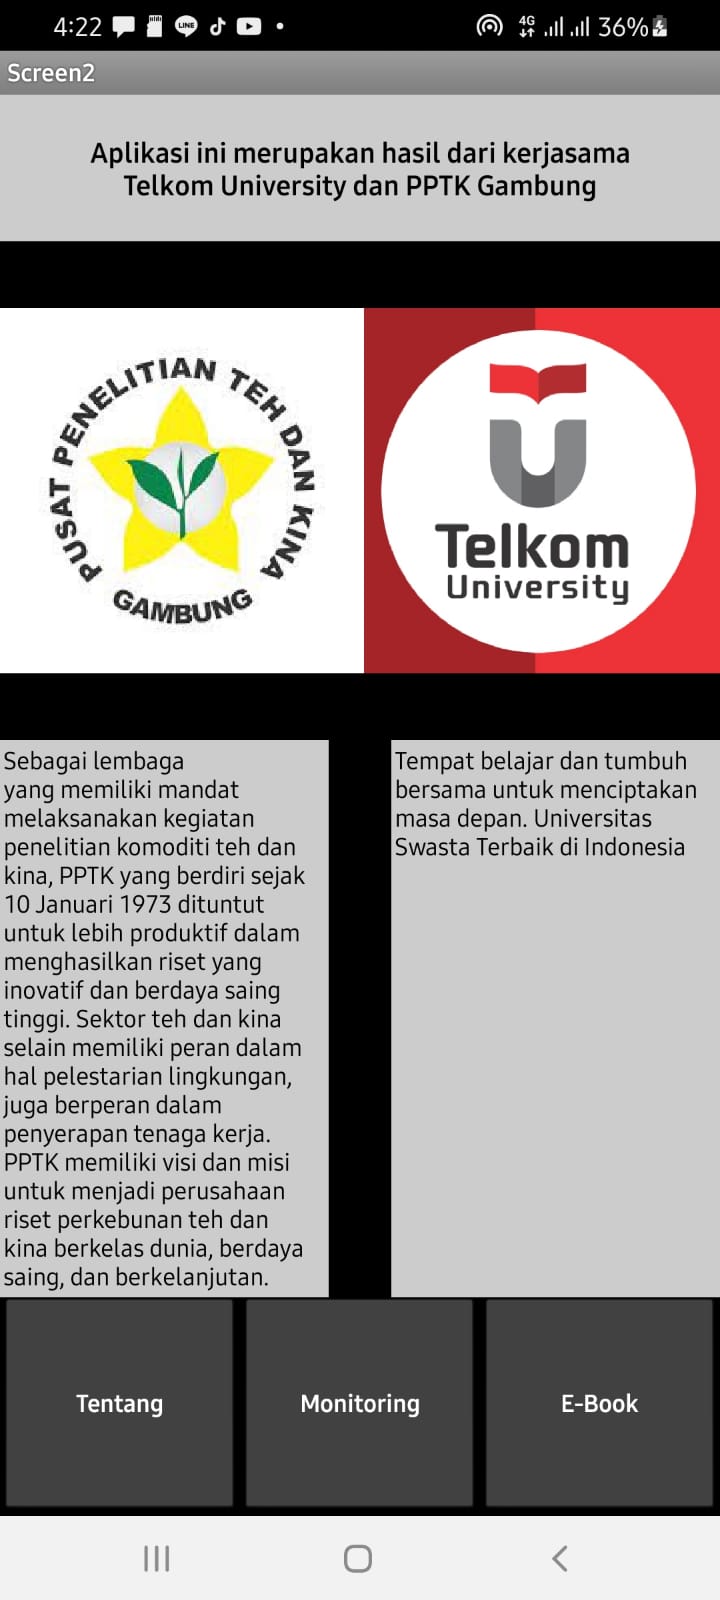 4:22
LINE
4G
36%
Screen2
Aplikasi ini merupakan hasil dari kerjasama
Telkom University dan PPTK Gambung
PUSAT PENELITIAN TEH DAN KINA
GAMBUNG
Telkom
University
Sebagai lembaga
yang memiliki mandat
melaksanakan kegiatan
penelitian komoditi teh dan
kina, PPTK yang berdiri sejak
10 Januari 1973 dituntut
untuk lebih produktif dalam
menghasilkan riset yang
inovatif dan berdaya saing
tinggi. Sektor teh dan kina
selain memiliki peran dalam
hal pelestarian lingkungan,
juga berperan dalam
penyerapan tenaga kerja.
PPTK memiliki visi dan misi
untuk menjadi perusahaan
riset perkebunan teh dan
kina berkelas dunia, berdaya
saing, dan berkelanjutan.
Tempat belajar dan tumbuh
bersama untuk menciptakan
masa depan. Universitas
Swasta Terbaik di Indonesia
Tentang
Monitoring
E-Book